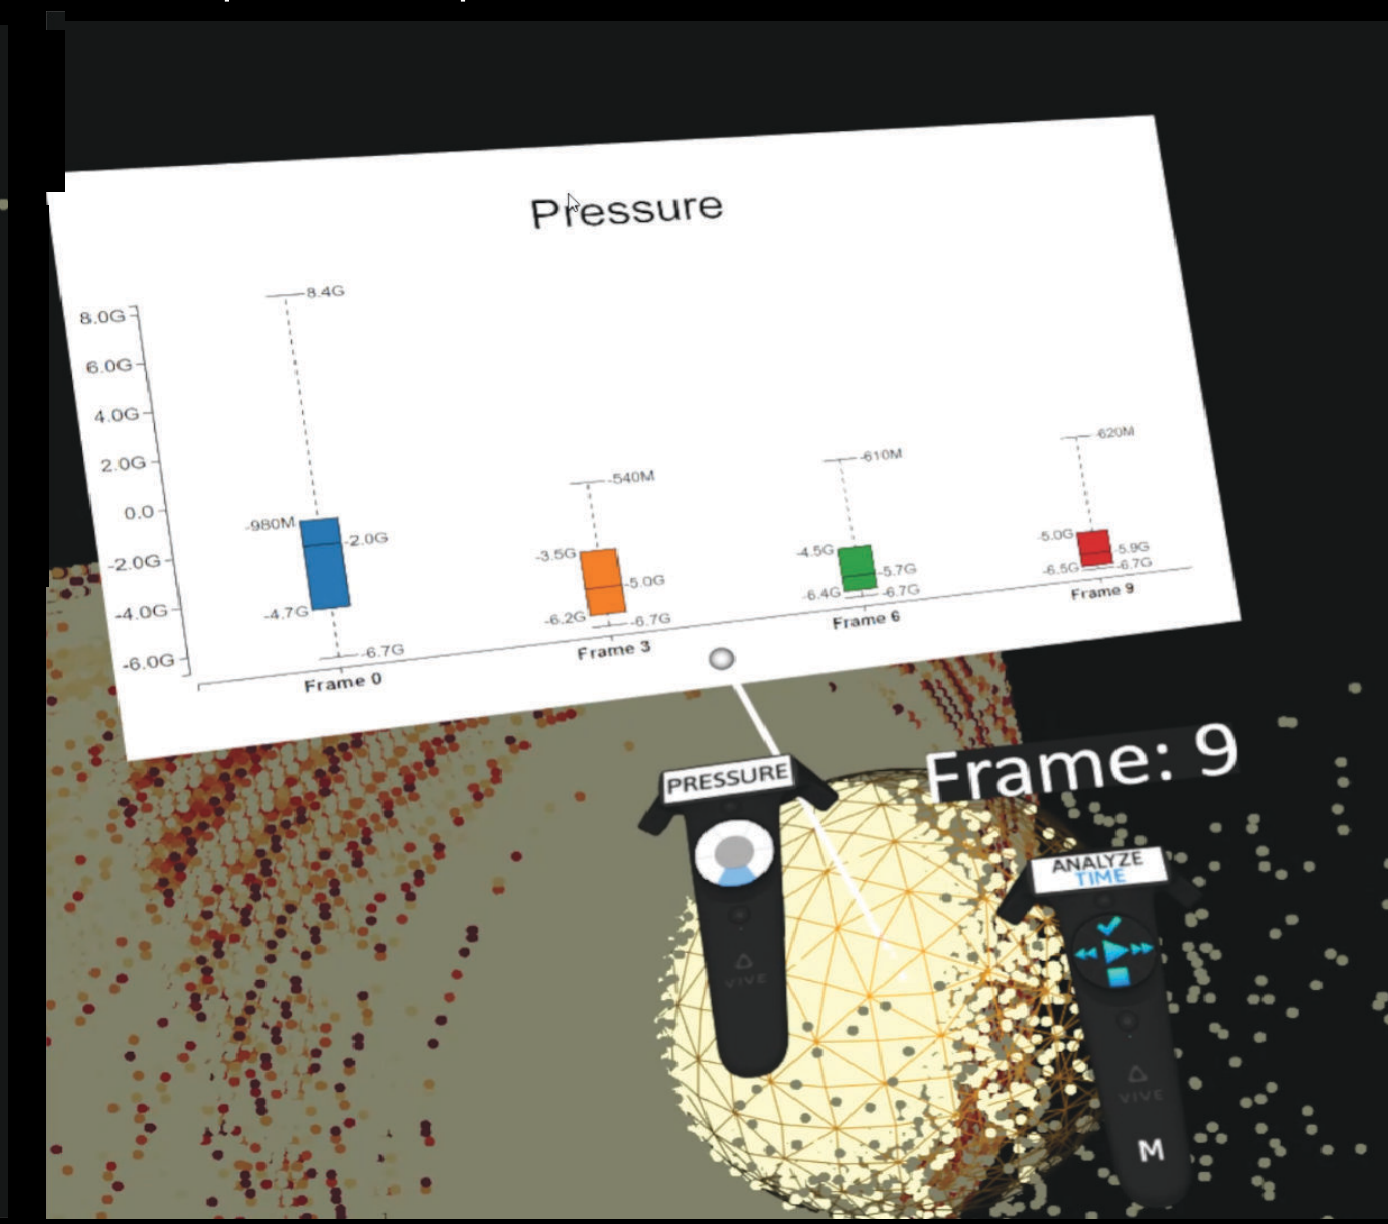 Pressure
8.0G
6.0G
4.0G
2.0G
0.0
-2.0G
-4.0G
-6.0G
8.4G
-980M
-2.0G
-4.7G
-6.7G
Frame 0
-540M
-3.5G
-5.0G
-6.2G
-6.7G
Frame 3
-610M
-4.5G
-5.7G
-6.4G
-6.7G
Frame 6
-620M
-5.0G
-5.9G
-6.5G
-6.7G
Frame 9
Frame: 9
PRESSURE
VIVE
ANALYZE
TIME
VIVE
M